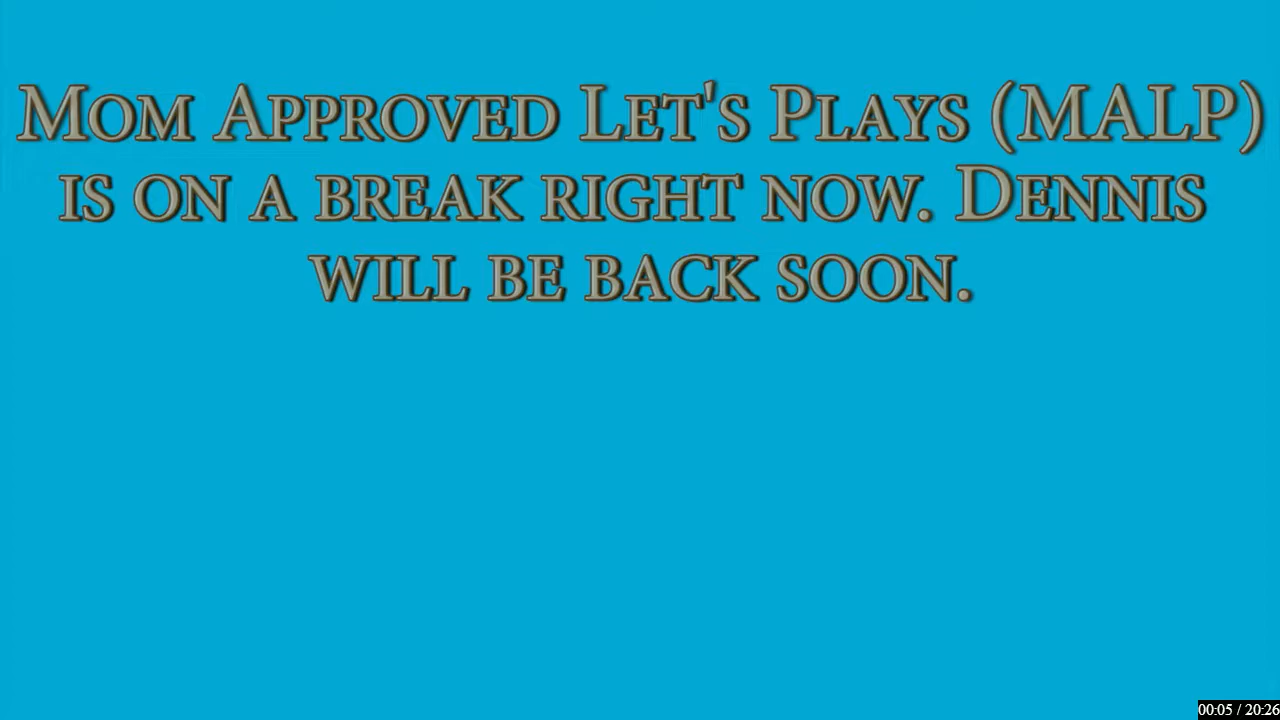 Mom Approved Let's Plays (MALP)
is on a break right now. Dennis
will be back soon.
00:05 / 20:26